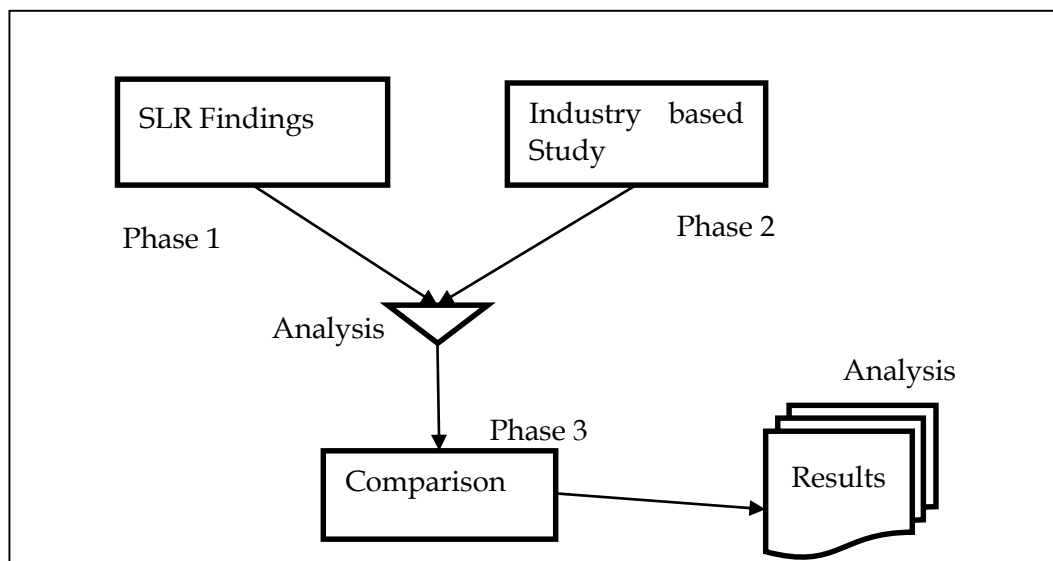 SLR Findings
Industry based
Study
Phase 1
Phase 2
Analysis
Analysis
Phase 3
Comparison
Results